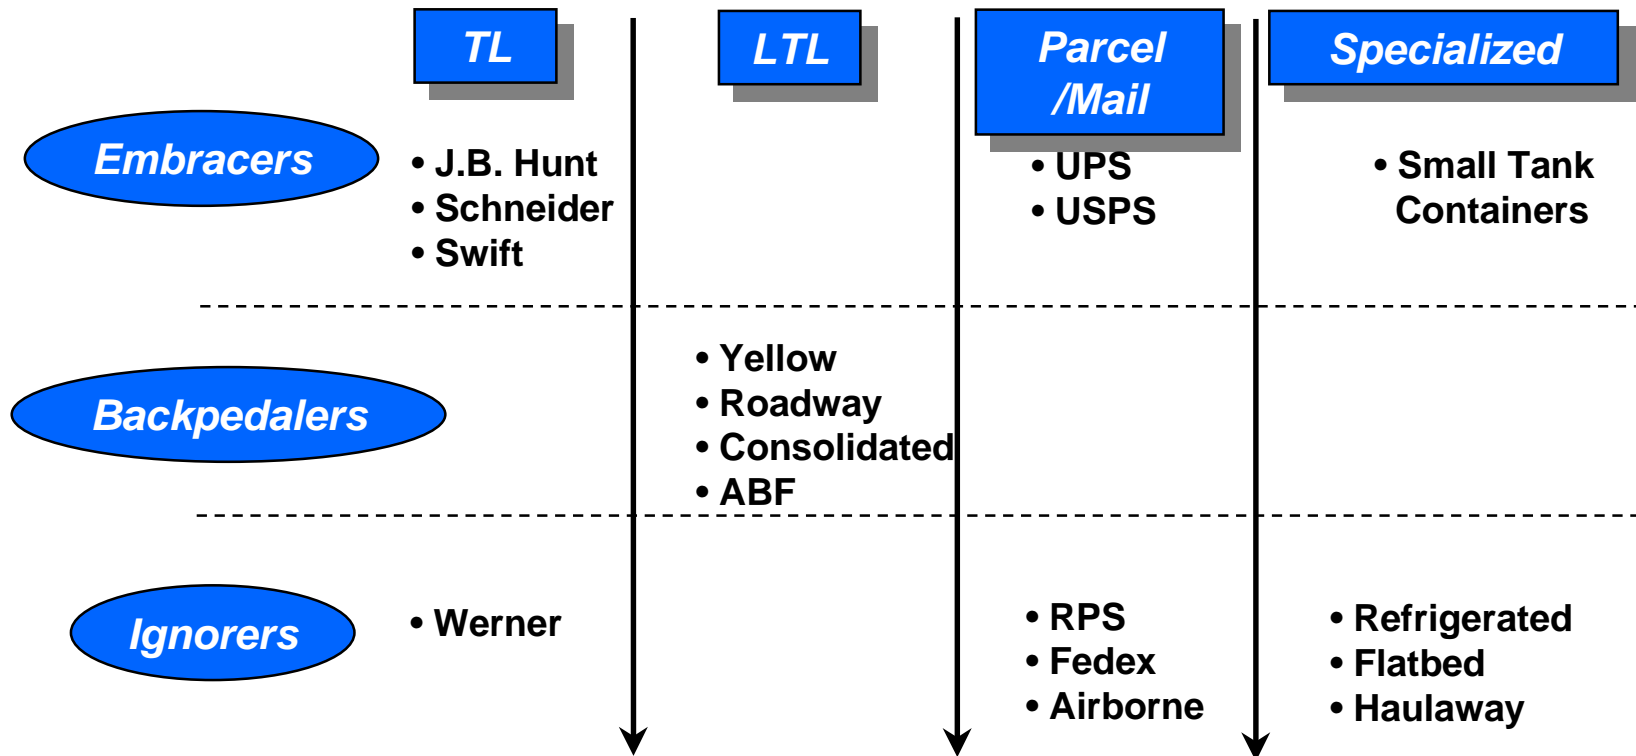 TL
LTL
Parcel
/Mail
Specialized
Embracers
• J.B. Hunt
• Schneider
• Swift
• UPS
• USPS
• Small Tank
Containers
Backpedalers
• Yellow
• Roadway
• Consolidated
• ABF
Ignorers
• Werner
• RPS
• Fedex
• Airborne
• Refrigerated
• Flatbed
• Haulaway